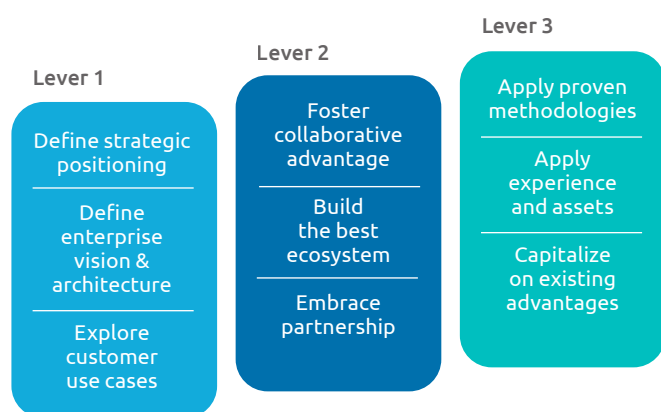 Lever 1
Define strategic
positioning
Define
enterprise
vision &
architecture
Explore
customer
use cases
Lever 2
Foster
collaborative
advantage
Build
the best
ecosystem
Embrace
partnership
Lever 3
Apply proven
methodologies
Apply
experience
and assets
Capitalize
on existing
advantages